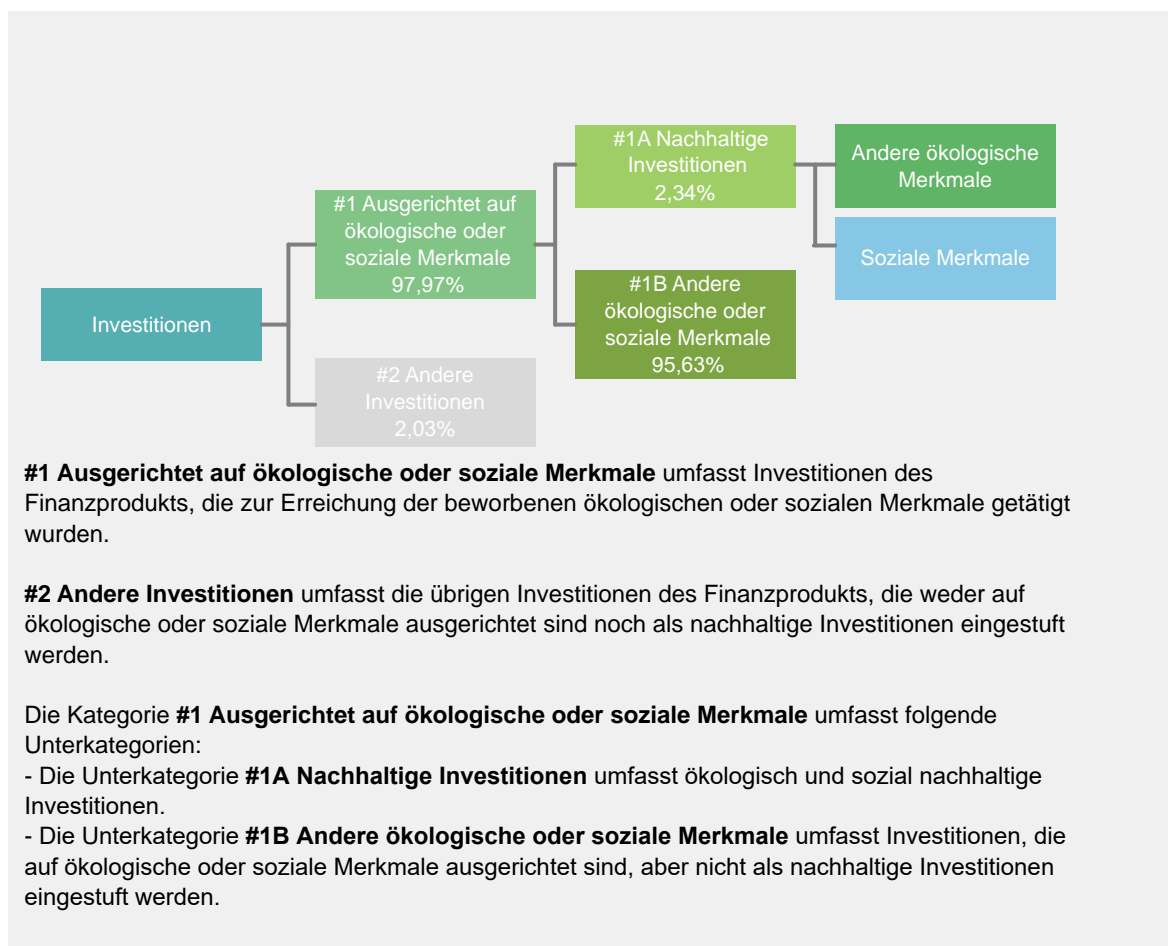 #1A Nachhaltige
Investitionen
2,34%
Andere ökologische
Merkmale
#1 Ausgerichtet auf
ökologische oder
soziale Merkmale
97,97%
Soziale Merkmale
#1B Andere
ökologische oder
soziale Merkmale
95,63%
Investitionen
#2 Andere
Investitionen
2,03%
#1 Ausgerichtet auf ökologische oder soziale Merkmale umfasst Investitionen des
Finanzprodukts, die zur Erreichung der beworbenen ökologischen oder sozialen Merkmale getätigt
wurden.
#2 Andere Investitionen umfasst die übrigen Investitionen des Finanzprodukts, die weder auf
ökologische oder soziale Merkmale ausgerichtet sind noch als nachhaltige Investitionen eingestuft
werden.
Die Kategorie #1 Ausgerichtet auf ökologische oder soziale Merkmale umfasst folgende
Unterkategorien:
- Die Unterkategorie #1A Nachhaltige Investitionen umfasst ökologisch und sozial nachhaltige
Investitionen.
- Die Unterkategorie #1B Andere ökologische oder soziale Merkmale umfasst Investitionen, die
auf ökologische oder soziale Merkmale ausgerichtet sind, aber nicht als nachhaltige Investitionen
eingestuft werden.